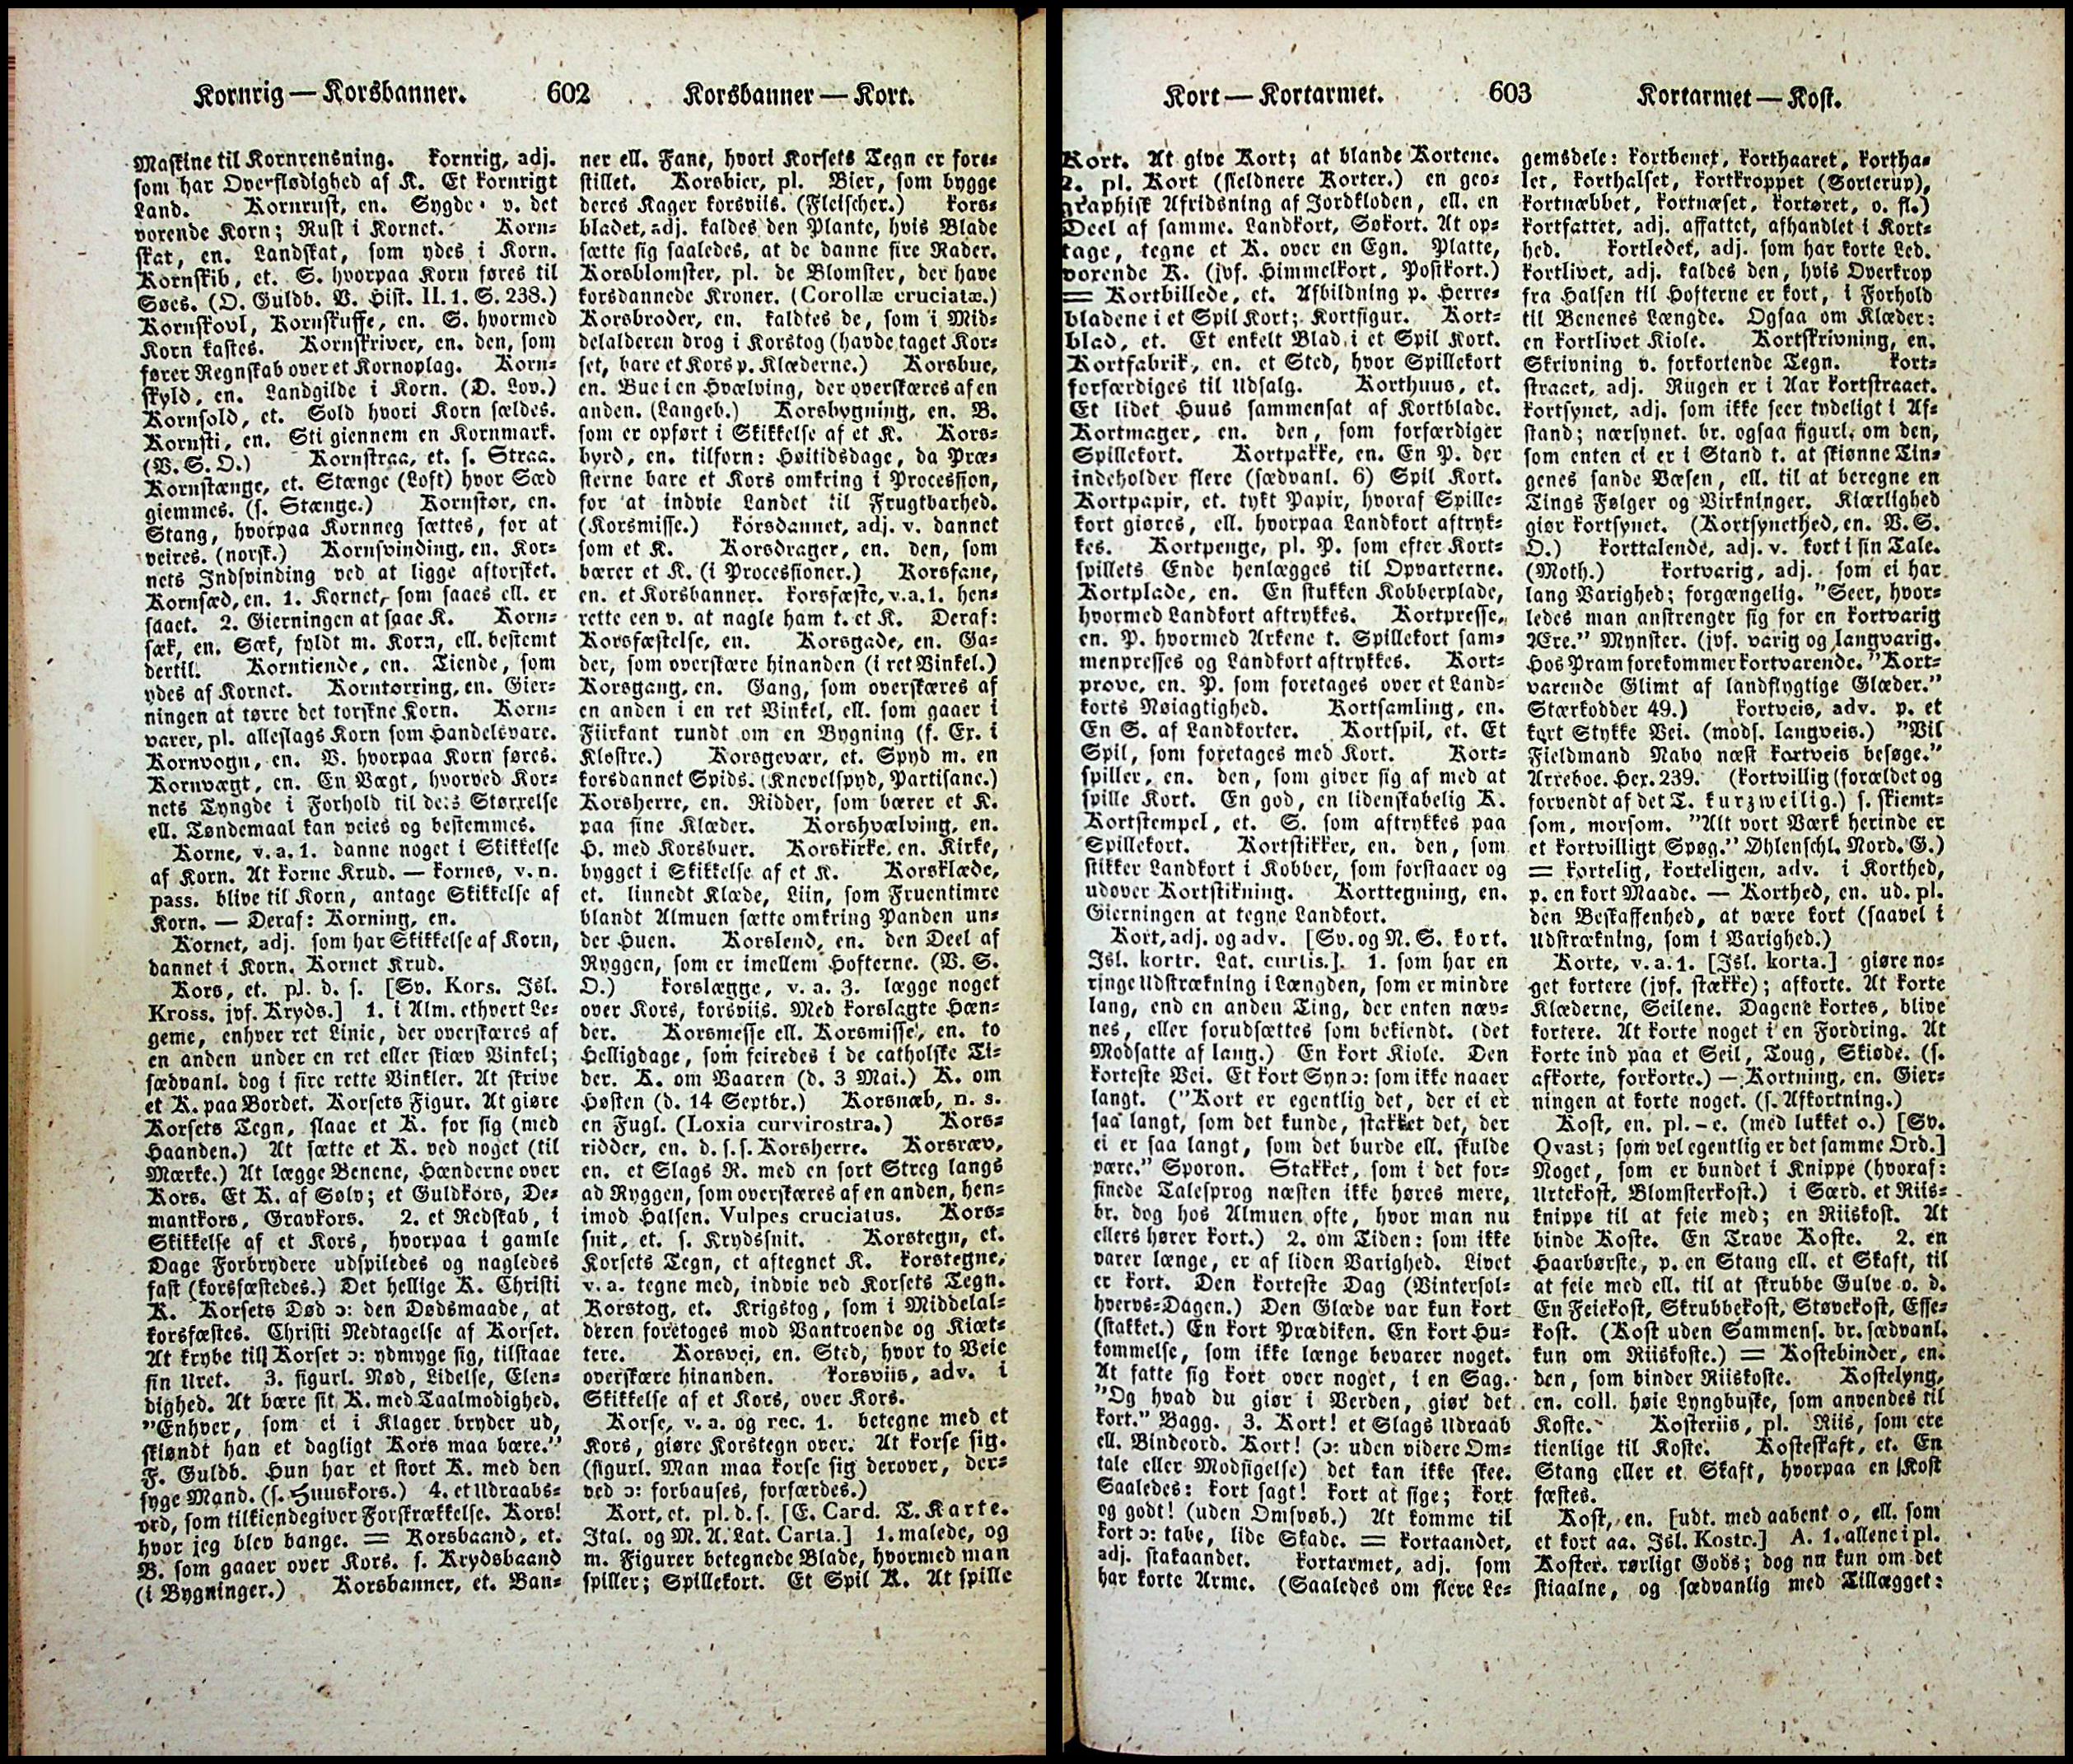 Kornrig — Korsbanner. 602 Korsbanner — Kort.
Maskine til Kornrensning. kornrig, adj.
som har Overflødighed af K. Et kornrigt
Land. Kornrust, en. Sygdo. v. det
vorende Korn; Rust i Kornet. Korn-
skat, en. Landskat, som ydes i Korn.
Kornskib, et. S. hvorpaa Korn føres til
Søes. (O. Guldb. V. Hist. II. 1. S. 238.)
Kornskovl, Kornskuffe, en. S. hvormed
Korn kastes. Kornskriver, en. den, som
fører Regnskab over et Kornoplag. Korn-
skyld, en. Landgilde i Korn. (D. Lov.)
Kornsold, et. Sold hvori Korn sældes.
Kornsti, en. Sti giennem en Kornmark.
(V. S. O.) Kornstraa, et. s. Straa.
Kornstænge, et. Stænge (Loft) hvor Sæd
giemmes. (s. Stænge.) Kornstør, en.
Stang, hvorpaa Kornneg sættes, for at
veires. (norsk.) Kornsvinding, en. Kor-
nets Indsvinding ved at ligge aftorsket.
Kornsæd, en. 1. Kornet, som saaes ell. er
saaet. 2. Gierningen at saae K. Korn-
sæk, en. Sæk, fyldt m. Korn, ell. bestemt
dertil. Korntiende, en. Tiende, som
ydes af Kornet. Korntørring, en. Gier-
ningen at tørre det torskne Korn. Korn-
varer, pl. alleslags Korn som Handelsvare.
Kornvogn, en. V. hvorpaa Korn føres.
Kornvægt, en. En Vægt, hvorved Kor-
nets Tyngde i Forhold til dets Størrelse
ell. Tøndemaal kan veies og bestemmes.
Korne, v. a. 1. danne noget i Skikkelse
af Korn. At korne Krud. — kornes, v. n.
pass. blive til Korn, antage Skikkelse af
Korn. — Deraf: Korning, en.
Kornet, adj. som har Skikkelse af Korn,
dannet i Korn. Kornet Krud.
Kors, et. pl. d. s. [Sv. Kors. Isl.
Kross. jvf. Kryds.] 1. i Alm. ethvert Le-
geme, enhver ret Linie, der overskæres af
en anden under en ret eller skiæv Vinkel;
sædvanl. dog i fire rette Vinkler. At skrive
et K. paa Bordet. Korsets Figur. At giøre
Korsets Tegn, slaae et K. for sig (med
Haanden.) At sætte et K. ved noget (til
Mærke.) At lægge Benene, Hænderne over
Kors. Et K. af Sølv; et Guldkors, De-
mantkors, Gravkors. 2. et Redskab, i
Skikkelse af et Kors, hvorpaa i gamle
Dage Forbrydere udspiledes og nagledes
fast (korsfæstedes.) Det hellige K. Christi
K. Korsets Død ɔ: den Dødsmaade, at
korsfæstes. Christi Nedtagelse af Korset.
At krybe til Korset ɔ: ydmyge sig, tilstaae
sin Uret. 3. figurl. Nød, Lidelse, Elen-
dighed. At bære sit K. med Taalmodighed.
"Enhver, som ei i Klager bryder ud,
skiøndt han et dagligt Kors maa bære."
F. Guldb. Hun har et stort K. med den
syge Mand. (s. Huuskors.) 4. et Udraabs-
ord, som tilkiendegiver Forskrækkelse. Kors!
hvor jeg blev bange. = Korsbaand, et.
B. som gaaer over Kors. s. Krydsbaand
(i Bygninger.) Korsbanner, et. Ban-
ner ell. Fane, hvori Korsets Tegn er fore-
stillet. Korsbier, pl. Bier, som bygge
deres Kager korsviis. (Fleischer.) kors-
bladet, adj. kaldes den Plante, hvis Blade
sætte sig saaledes, at de danne fire Rader.
Korsblomster, pl. de Blomster, der have
korsdannede Kroner. (Corollæ cruciatæ.)
Korsbroder, en. kaldtes de, som i Mid-
delalderen drog i Korstog (havde taget Kor-
set, bare et Kors p. Klæderne.) Korsbue,
en. Bue i en Hvælving, der overskæres af en
anden. (Langeb.) Korsbygning, en. B.
som er opført i Skikkelse af et K. Kors-
byrd, en. tilforn: Høitidsdage, da Præ-
sterne bare et Kors omkring i Procession,
for at indvie Landet til Frugtbarhed.
(Korsmisse.) korsdannet, adj. v. dannet
som et K. Korsdrager, en. den, som
bærer et K. (i Processioner.) Korsfane,
en. et Korsbanner. korsfæste, v. a. 1. hen-
rette een v. at nagle ham t. et K. Deraf:
Korsfæstelse, en. Korsgade, en. Ga-
der, som overskære hinanden (i ret Vinkel.)
Korsgang, en. Gang, som overskæres af
en anden i en ret Vinkel, ell. som gaaer i
Fiirkant rundt om en Bygning (f. Ex. i
Klostre.) Korsgevær, et. Spyd m. en
korsdannet Spids. (Knevelspyd, Partisane.)
Korsherre, en. Ridder, som bærer et K.
paa sine Klæder. Korshvælving, en.
H. med Korsbuer. Korskirke, en. Kirke,
bygget i Skikkelse af et K. Korsklæde,
et. linnedt Klæde, Liin, som Fruentimre
blandt Almuen sætte omkring Panden un-
der Huen. Korslend, en. den Deel af
Ryggen, som er imellem Hofterne. (V. S.
O.) korslægge, v. a. 3. lægge noget
over Kors, korsviis. Med korslagte Hæn-
der. Korsmesse ell. Korsmisse, en. to
Helligdage, som feiredes i de catholske Ti-
der. K. om Vaaren (d. 3 Mai.) K. om
Høsten (d. 14 Septbr.) Korsnæb, n. s.
en Fugl. (Loxia curvirostra.) Kors-
ridder, en. d. s. s. Korsherre. Korsræv,
en. et Slags R. med en sort Streg langs
ad Ryggen, som overskæres af en anden, hen-
imod Halsen. Vulpes cruciatus. Kors-
snit, et. s. Krydssnit. Korstegn, et.
Korsets Tegn, et aftegnet K. korstegne,
v. a. tegne med, indvie ved Korsets Tegn.
Korstog, et. Krigstog, som i Middelal-
deren foretoges mod Vantroende og Kiæt-
tere. Korsvei, en. Sted, hvor to Veie
overskære hinanden. korsviis, adv. i
Skikkelse af et Kors, over Kors.
Korse, v. a. og rec. 1. betegne med et
Kors, giøre Korstegn over. At korse sig.
(figurl. Man maa korse sig derover, der-
ved ɔ: forbauses, forfærdes.)
Kort, et. pl. d. s. [E. Card. T. Karte.
Ital. og M. A. Lat. Carta.] 1. malede, og
m. Figurer betegnede Blade, hvormed man
spiller; Spillekort. Et Spil K. At spille
Kort — Kortarmet. 603 Kortarmet — Kost.
Kort. At give Kort; at blande Kortene.
2. pl. Kort (sieldnere Korter.) en geo-
graphisk Afridsning af Jordkloden, ell. en
Deel af samme. Landkort, Søkort. At op-
tage, tegne et K. over en Egn. Platte,
vorende K. (jvf. Himmelkort, Postkort.)
= Kortbillede, et. Afbildning p. Herre-
bladene i et Spil Kort; Kortfigur. Kort-
blad, et. Et enkelt Blad i et Spil Kort.
Kortfabrik, en. et Sted, hvor Spillekort
forfærdiges til Udsalg. Korthuus, et.
Et lidet Huus sammensat af Kortblade.
Kortmager, en. den, som forfærdiger
Spillekort. Kortpakke, en. En P. der
indeholder flere (sædvanl. 6) Spil Kort.
Kortpapir, et. tykt Papir, hvoraf Spille-
kort giøres, ell. hvorpaa Landkort aftryk-
kes. Kortpenge, pl. P. som efter Kort-
spillets Ende henlægges til Opvarterne.
Kortplade, en. En stukken Kobberplade,
hvormed Landkort aftrykkes. Kortpresse,
en. P. hvormed Arkene t. Spillekort sam-
menpresses og Landkort aftrykkes. Kort-
prøve, en. P. som foretages over et Land-
korts Nøiagtighed. Kortsamling, en.
En S. af Landkorter. Kortspil, et. Et
Spil, som foretages med Kort. Kort-
spiller, en. den, som giver sig af med at
spille Kort. En god, en lidenskabelig K.
Kortstempel, et. S. som aftrykkes paa
Spillekort. Kortstikker, en. den, som
stikker Landkort i Kobber, som forstaaer og
udøver Kortstikning. Korttegning, en.
Gierningen at tegne Landkort.
Kort, adj. og adv. [Sv. og N. S. kort.
Isl. kortr. Lat. curtis.]. 1. som har en
ringe Udstrækning i Længden, som er mindre
lang, end en anden Ting, der enten næv-
nes, eller forudsættes som bekiendt. (det
Modsatte af lang.) En kort Kiole. Den
korteste Vei. Et kort Syn ɔ: som ikke naaer
langt. ("Kort er egentlig det, der ei er
saa langt, som det kunde, stakket det, der
ei er saa langt, som det burde ell. skulde
være." Sporon. Stakket, som i det for-
finede Talesprog næsten ikke høres mere,
br. dog hos Almuen ofte, hvor man nu
ellers hører kort.) 2. om Tiden: som ikke
varer længe, er af liden Varighed. Livet
er kort. Den korteste Dag (Vintersol-
hvervs-Dagen.) Den Glæde var kun kort
(stakket.) En kort Prædiken. En kort Hu-
kommelse, som ikke længe bevarer noget.
At fatte sig kort over noget, i en Sag.
"Og hvad du giør i Verden, giør det
kort." Bagg. 3. Kort! et Slags Udraab
ell. Bindeord. Kort! (ɔ: uden videre Om-
tale eller Modsigelse) det kan ikke skee.
Saaledes: kort sagt! kort at sige; kort
og godt! (uden Omsvøb.) At komme til
kort ɔ: tabe, lide Skade. = kortaandet,
adj. stakaandet. kortarmet, adj. som
har korte Arme. (Saaledes om flere Le-
gemsdele: kortbenet, korthaaret, kortha-
let, korthalset, kortkroppet (Sorterup),
kortnæbbet, kortnæset, kortøret, o. fl.)
kortfattet, adj. affattet, afhandlet i Kort-
hed. kortledet, adj. som har korte Led.
kortlivet, adj. kaldes den, hvis Overkrop
fra Halsen til Hofterne er kort, i Forhold
til Benenes Længde. Ogsaa om Klæder:
en kortlivet Kiole. Kortskrivning, en.
Skrivning v. forkortende Tegn. kort-
straaet, adj. Rugen er i Aar kortstraaet.
kortsynet, adj. som ikke seer tydeligt i Af-
stand; nærsynet. br. ogsaa figurl. om den,
som enten ei er i Stand t. at skiønne Tin-
genes sande Væsen, ell. til at beregne en
Tings Følger og Virkninger. Kiærlighed
giør kortsynet. (Kortsynethed, en. V. S.
O.) korttalende, adj. v. kort i sin Tale.
(Moth.) kortvarig, adj. som ei har
lang Varighed; forgængelig. "Seer, hvor-
ledes man anstrenger sig for en kortvarig
Ære." Mynster. (jvf. varig og langvarig.
Hos Pram forekommer kortvarende. "Kort-
varende Glimt af landflygtige Glæder."
Stærkodder 49.) kortveis, adv. p. et
kort Stykke Vei. (mods. langveis.) "Vil
Fieldmand Nabo næst kortveis besøge."
Arreboe. Hex. 239. (kortvillig (forældet og
forvendt af det T. kurzweilig.) s. skiemt-
som, morsom. "Alt vort Værk herinde er
et kortvilligt Spøg." Øhlenschl. Nord. G.)
= kortelig, korteligen, adv. i Korthed,
p. en kort Maade. — Korthed, en. ud. pl.
den Beskaffenhed, at være kort (saavel i
Udstrækning, som i Varighed.)
Korte, v. a. 1. [Isl. korta.] giøre no-
get kortere (jvf. stække); afkorte. At korte
Klæderne, Seilene. Dagene kortes, blive
kortere. At korte noget i en Fordring. At
korte ind paa et Seil, Toug, Skiøde. (s.
afkorte, forkorte.) — Kortning, en. Gier-
ningen at korte noget. (s. Afkortning.)
Kost, en. pl. -e. (med lukket o.) [Sv.
Qvast; som vel egentlig er det samme Ord.]
Noget, som er bundet i Knippe (hvoraf:
Urtekost, Blomsterkost.) i Særd. et Riis-
knippe til at feie med; en Riiskost. At
binde Koste. En Trave Koste. 2. en
Haarbørste, p. en Stang ell. et Skaft, til
at feie med ell. til at skrubbe Gulve o. d.
En Feiekost, Skrubbekost, Støvekost, Esse-
kost. (Kost uden Sammens. br. sædvanl.
kun om Riiskoste.) = Kostebinder, en.
den, som binder Riiskoste. Kostelyng,
en. coll. høie Lyngbuske, som anvendes til
Koste. Kosteriis, pl. Riis, som ere
tienlige til Koste. Kosteskaft, et. En
Stang eller et Skaft, hvorpaa en Kost
fæstes.
Kost, en. [udt. med aabent o, ell. som
et kort aa. Isl. Kostr.] A. 1. allene i pl.
Koster. rørligt Gods; dog nu kun om det
stiaalne, og sædvanlig med Tillægget: